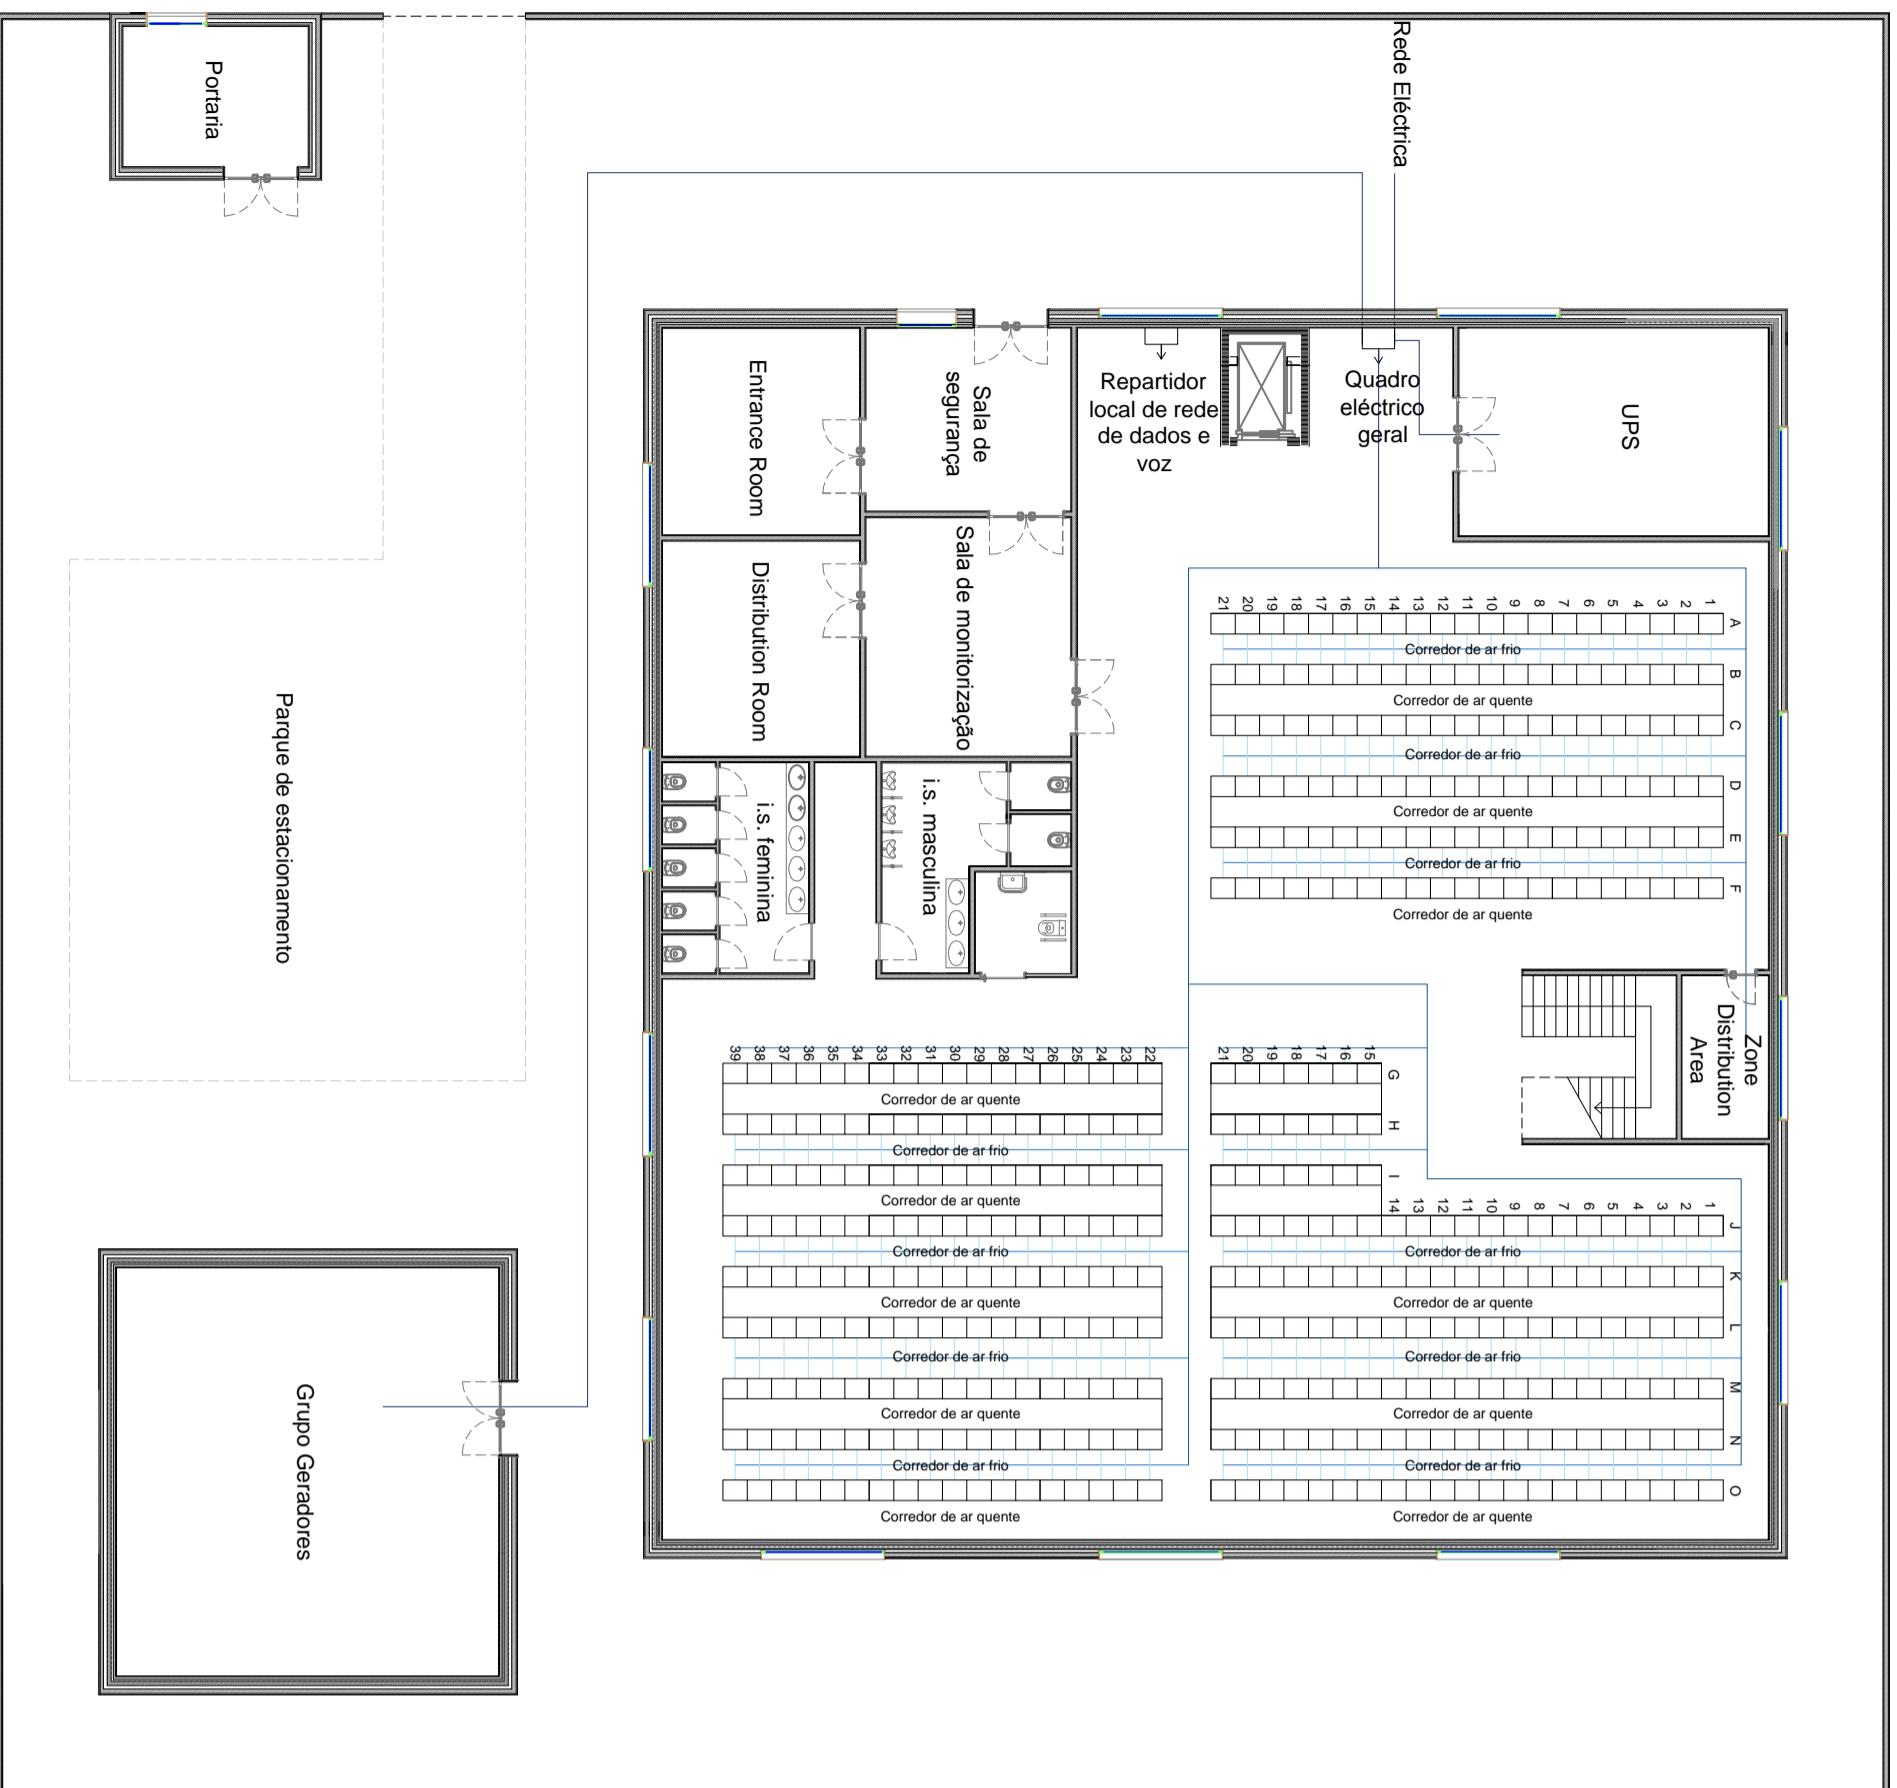 Rede Eléctrica
Portaria
Entrance Room
Sala de
segurança
Repartidor
local de rede
de dados e
voz
Quadro
eléctrico
geral
UPS
Distribution Room
Sala de monitorização
Parque de estacionamento
i.s. feminina
i.s. masculina
21 20 19 18 17 16 15 14 13 12 11 10 9 8 7 6 5 4 3 2 1
A
Corredor de ar frio
B
Corredor de ar quente
C
Corredor de ar frio
D
Corredor de ar quente
E
Corredor de ar frio
F
Corredor de ar quente
Zone
Distribution
Area
39 38 37 36 35 34 33 32 31 30 29 28 27 26 25 24 23 22
21 20 19 18 17 16 15
G
Corredor de ar quente
H
Corredor de ar frio
I
Corredor de ar quente
14 13 12 11 10 9 8 7 6 5 4 3 2 1
J
Corredor de ar frio
Corredor de ar frio
K
Corredor de ar quente
Corredor de ar quente
L
Corredor de ar frio
Corredor de ar frio
M
Corredor de ar quente
Corredor de ar quente
N
Corredor de ar frio
Corredor de ar frio
O
Corredor de ar quente
Corredor de ar quente
Grupo Geradores